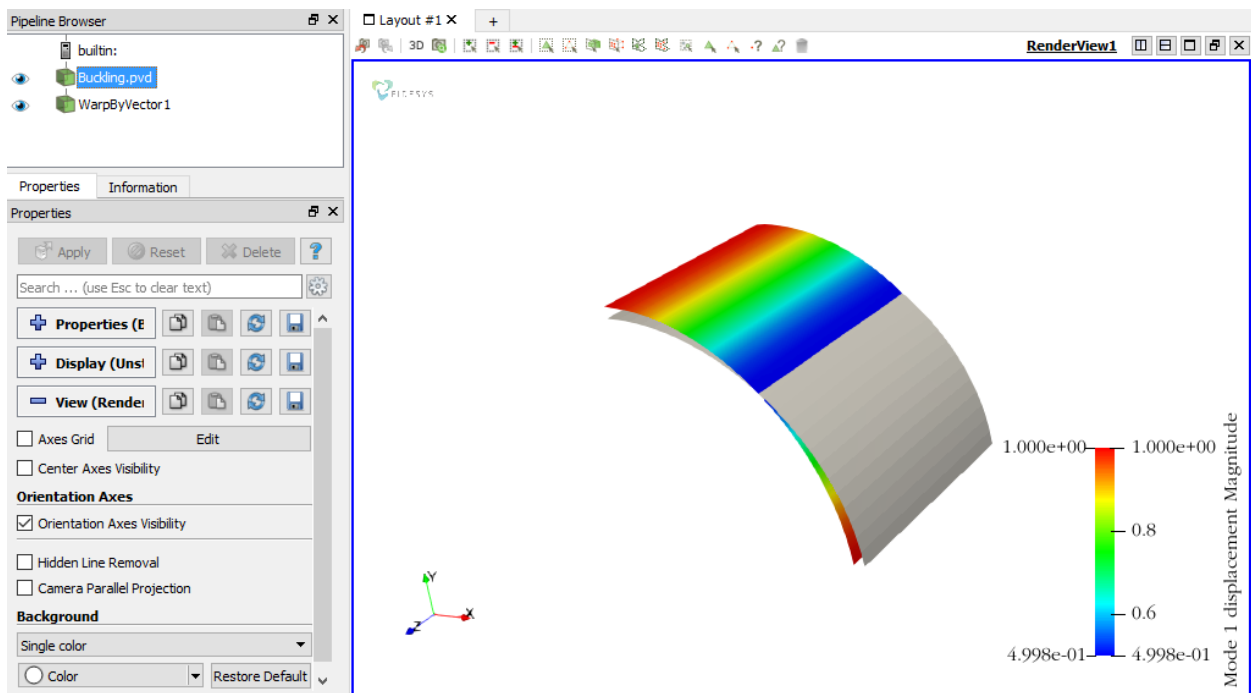 Pipeline Browser
builtin:
Buckling.pvd
WarpByVector1
Properties Information
Properties
Apply Reset Delete ?
Search ... (use Esc to clear text)
Properties (E
Display (Unst
View (Render
Axes Grid Edit
Center Axes Visibility
Orientation Axes
Orientation Axes Visibility
Hidden Line Removal
Camera Parallel Projection
Background
Single color
Color Restore Default
Layout #1 +
3D RenderView1
FIDESYS
Y
X
Z
1.000e+00 1.000e+00
0.8
0.6
4.998e-01 4.998e-01
Mode 1 displacement Magnitude